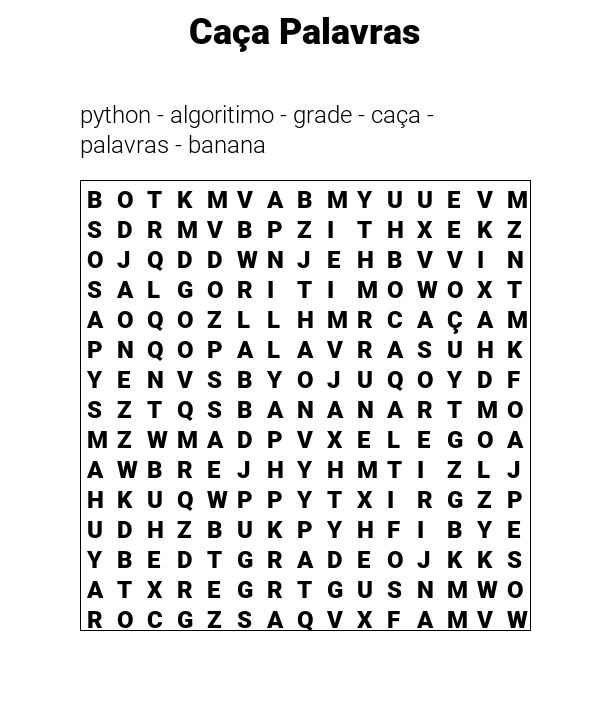 Caça Palavras
python - algoritimo - grade - caça -
palavras - banana
B O T K M V A B M Y U U E V M
S D R M V B P Z I T H X E K Z
O J Q D D W N J E H B V V I N
S A L G O R I T I M O W O X T
A O Q O Z L L H M R C A Ç A M
P N Q O P A L A V R A S U H K
Y E N V S B Y O J U Q O Y D F
S Z T Q S B A N A N A R T M O
M Z W M A D P V X E L E G O A
A W B R E J H Y H M T I Z L J
H K U Q W P P Y T X I R G Z P
U D H Z B U K P Y H F I B Y E
Y B E D T G R A D E O J K K S
A T X R E G R T G U S N M W O
R O C G Z S A Q V X F A M V W